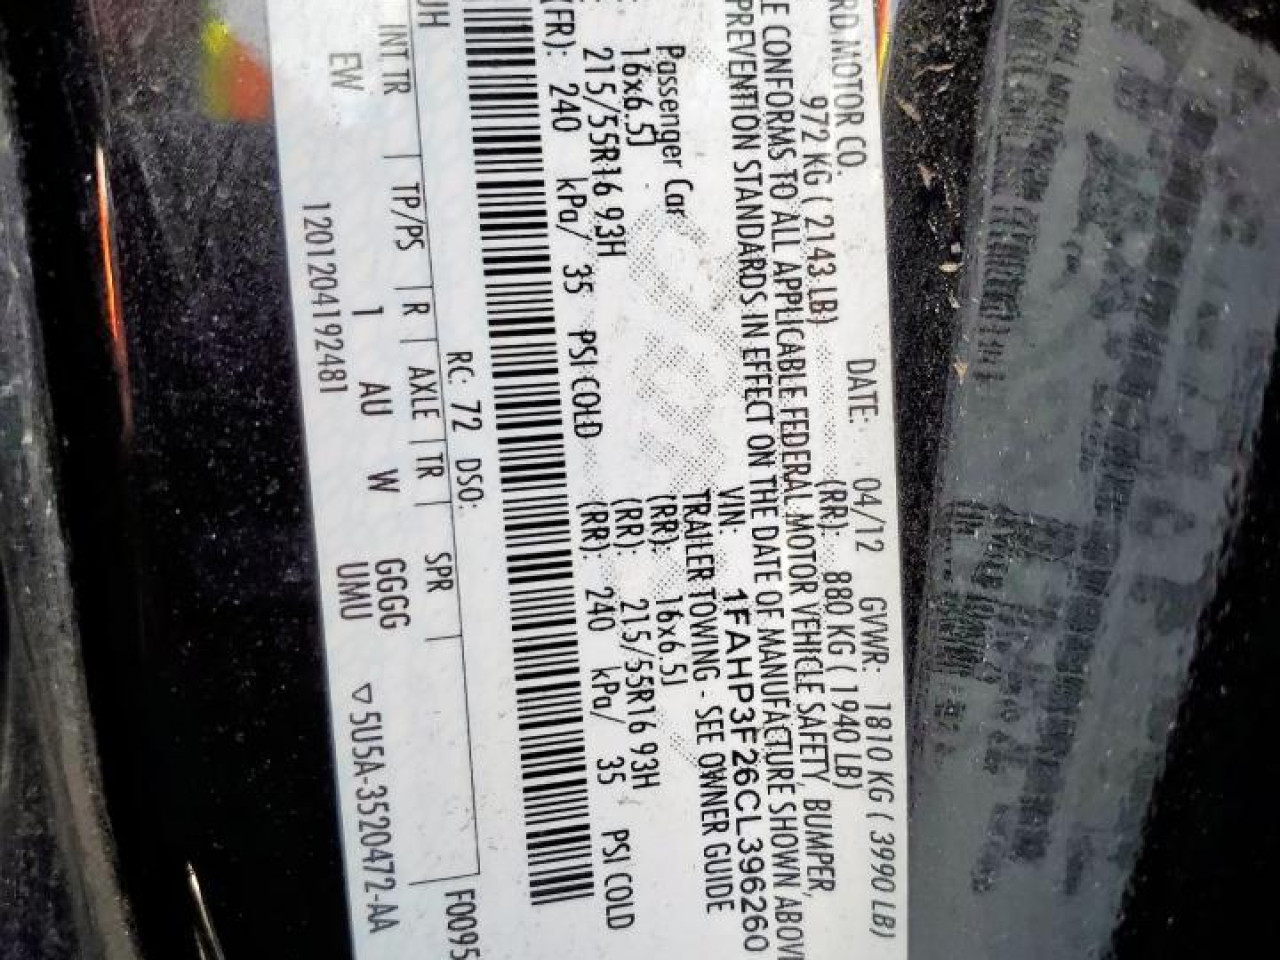 RD MOTOR CO. DATE: 04/12 GVWR: 1810 KG ( 3990 LB)
972 KG ( 2143 LB) (RR): 880 KG ( 1940 LB)
E CONFORMS TO ALL APPLICABLE FEDERAL MOTOR VEHICLE SAFETY, BUMPER,
PREVENTION STANDARDS IN EFFECT ON THE DATE OF MANUFACTURE SHOWN ABOV
VIN: 1FAHP3F26CL396260
Passenger Car TRAILER TOWING - SEE OWNER GUIDE
16x6.5J (RR): 16x6.5J
215/55R16 93H (RR): 215/55R16 93H
(FR): 240 kPa/ 35 PSI COLD (RR): 240 kPa/ 35 PSI COLD
RC: 72 DSO: F0095
UH
INT TR TP/PS R AXLE TR SPR
EW 1 AU W GGGG
UMU ▽5U5A-3520472-AA
120120419248​1